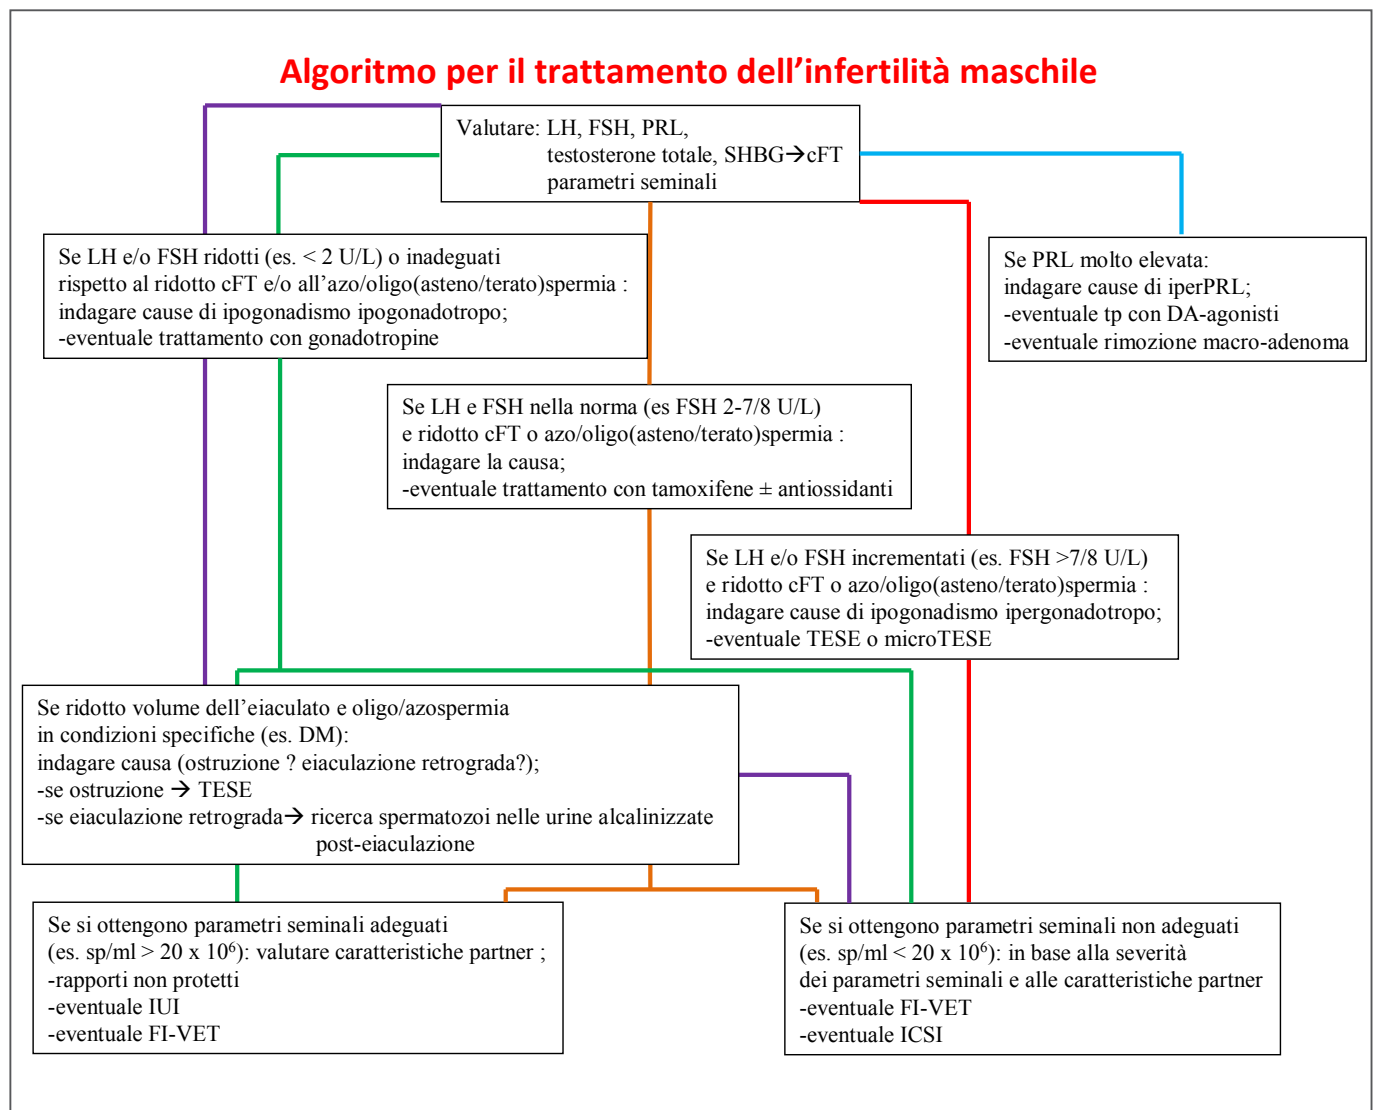 Algoritmo per il trattamento dell’infertilità maschile
Valutare: LH, FSH, PRL,
testosterone totale, SHBG→cFT
parametri seminali
Se LH e/o FSH ridotti (es. < 2 U/L) o inadeguati
rispetto al ridotto cFT e/o all’azo/oligo(asteno/terato)spermia :
indagare cause di ipogonadismo ipogonadotropo;
-eventuale trattamento con gonadotropine
Se PRL molto elevata:
indagare cause di iperPRL;
-eventuale tp con DA-agonisti
-eventuale rimozione macro-adenoma
Se LH e FSH nella norma (es FSH 2-7/8 U/L)
e ridotto cFT o azo/oligo(asteno/terato)spermia :
indagare la causa;
-eventuale trattamento con tamoxifene ± antiossidanti
Se LH e/o FSH incrementati (es. FSH >7/8 U/L)
e ridotto cFT o azo/oligo(asteno/terato)spermia :
indagare cause di ipogonadismo ipergonadotropo;
-eventuale TESE o microTESE
Se ridotto volume dell’eiaculato e oligo/azospermia
in condizioni specifiche (es. DM):
indagare causa (ostruzione ? eiaculazione retrograda?);
-se ostruzione → TESE
-se eiaculazione retrograda→ ricerca spermatozoi nelle urine alcalinizzate
post-eiaculazione
Se si ottengono parametri seminali adeguati
(es. sp/ml > 20 x 10⁶): valutare caratteristiche partner ;
-rapporti non protetti
-eventuale IUI
-eventuale FI-VET
Se si ottengono parametri seminali non adeguati
(es. sp/ml < 20 x 10⁶): in base alla severità
dei parametri seminali e alle caratteristiche partner
-eventuale FI-VET
-eventuale ICSI